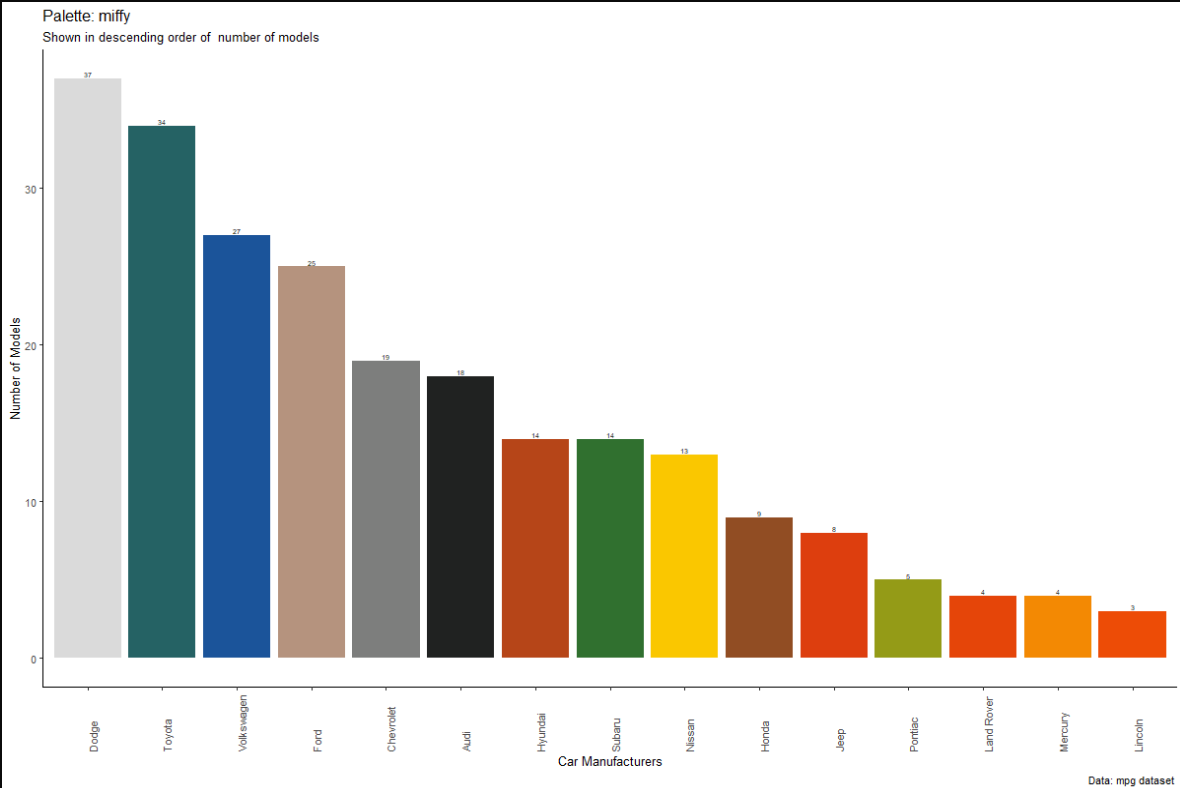 Palette: miffy
Shown in descending order of  number of models
37
34
27
25
19
18
14
14
13
9
8
5
4
4
3
30
20
10
0
Number of Models
Dodge
Toyota
Volkswagen
Ford
Chevrolet
Audi
Hyundai
Subaru
Nissan
Honda
Jeep
Pontiac
Land Rover
Mercury
Lincoln
Car Manufacturers
Data: mpg dataset